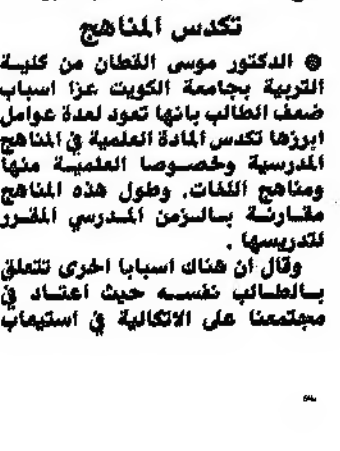 تكدس المناهج
الدكتور موسى القطان من كلية
التربية بجامعة الكويت عزا اسباب
ضعف الطالب بانها تعود لعدة عوامل
ابرزها تكدس المادة العلمية في المناهج
المدرسية وخصوصا العلمية منها
ومناهج اللغات. وطول هذه المناهج
مقارنة بالزمن المدرسي المقرر
لتدريسها .
وقال ان هناك اسبابا اخرى تتعلق
بالطالب نفسه حيث اعتاد في
مجتمعنا على الاتكالية في استيعاب